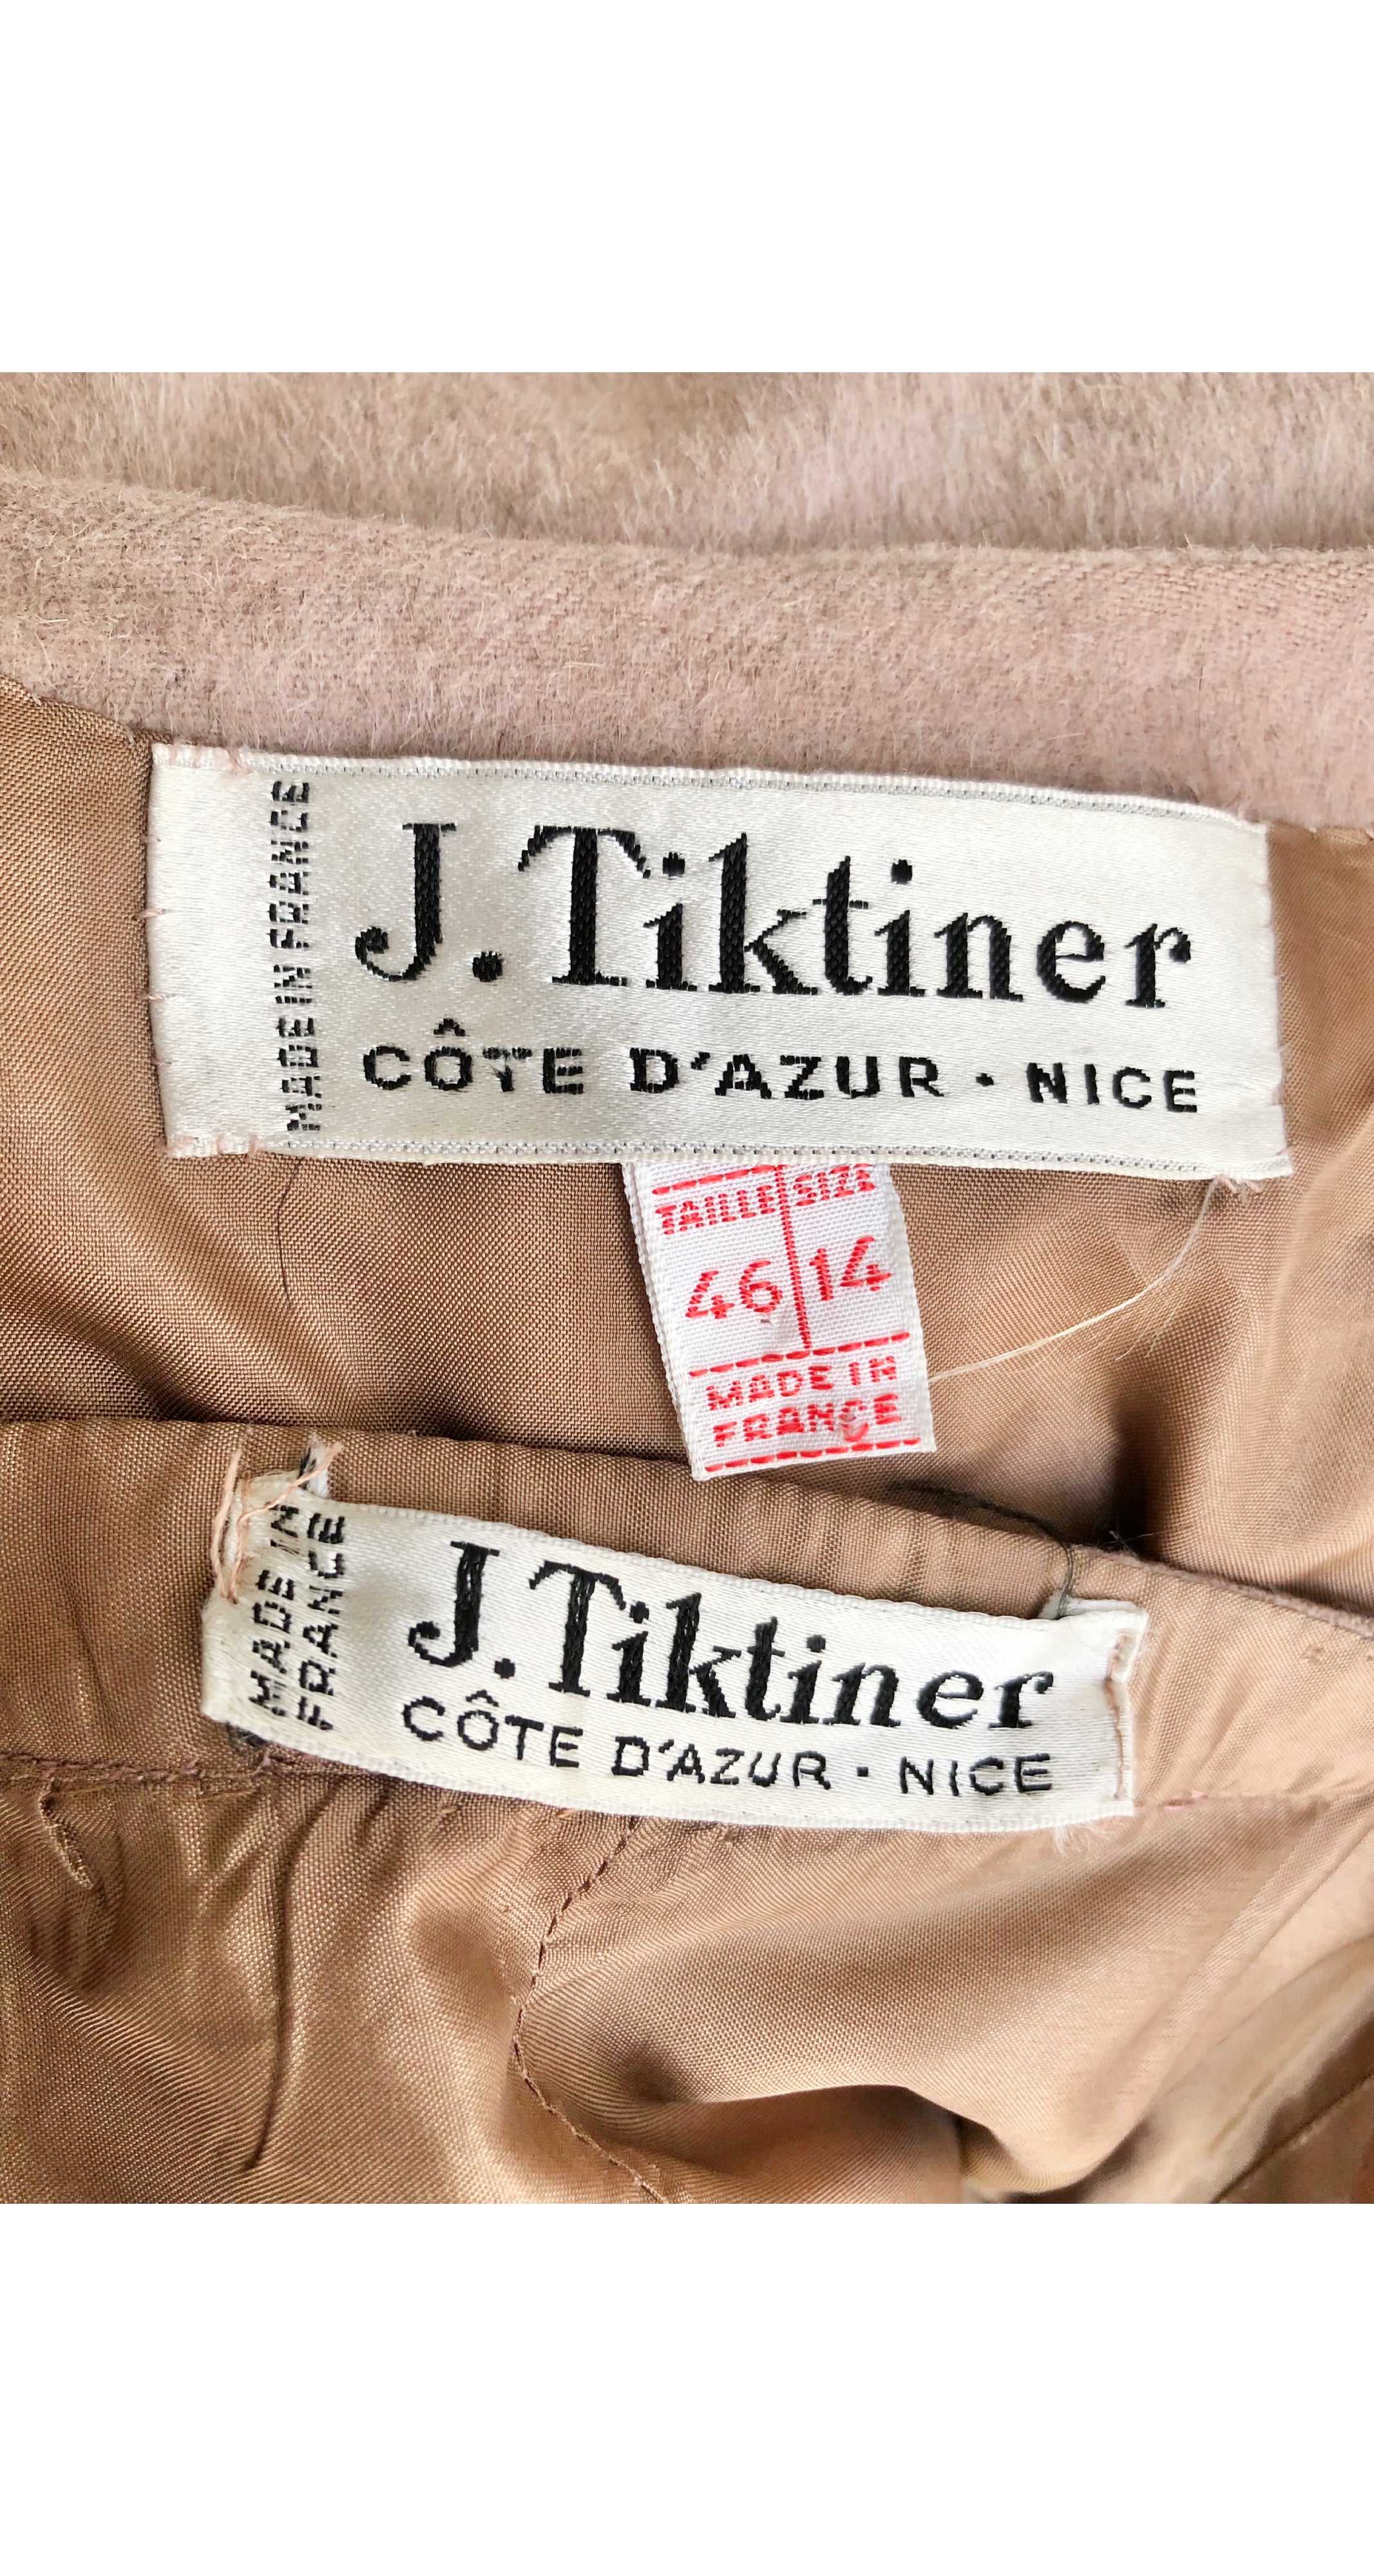 MADE IN FRANCE
J. Tiktiner
CÔTE D'AZUR · NICE
TAILLE SIZE
46 14
MADE IN
FRANCE
MADE IN
FRANCE
J. Tiktiner
CÔTE D'AZUR · NICE